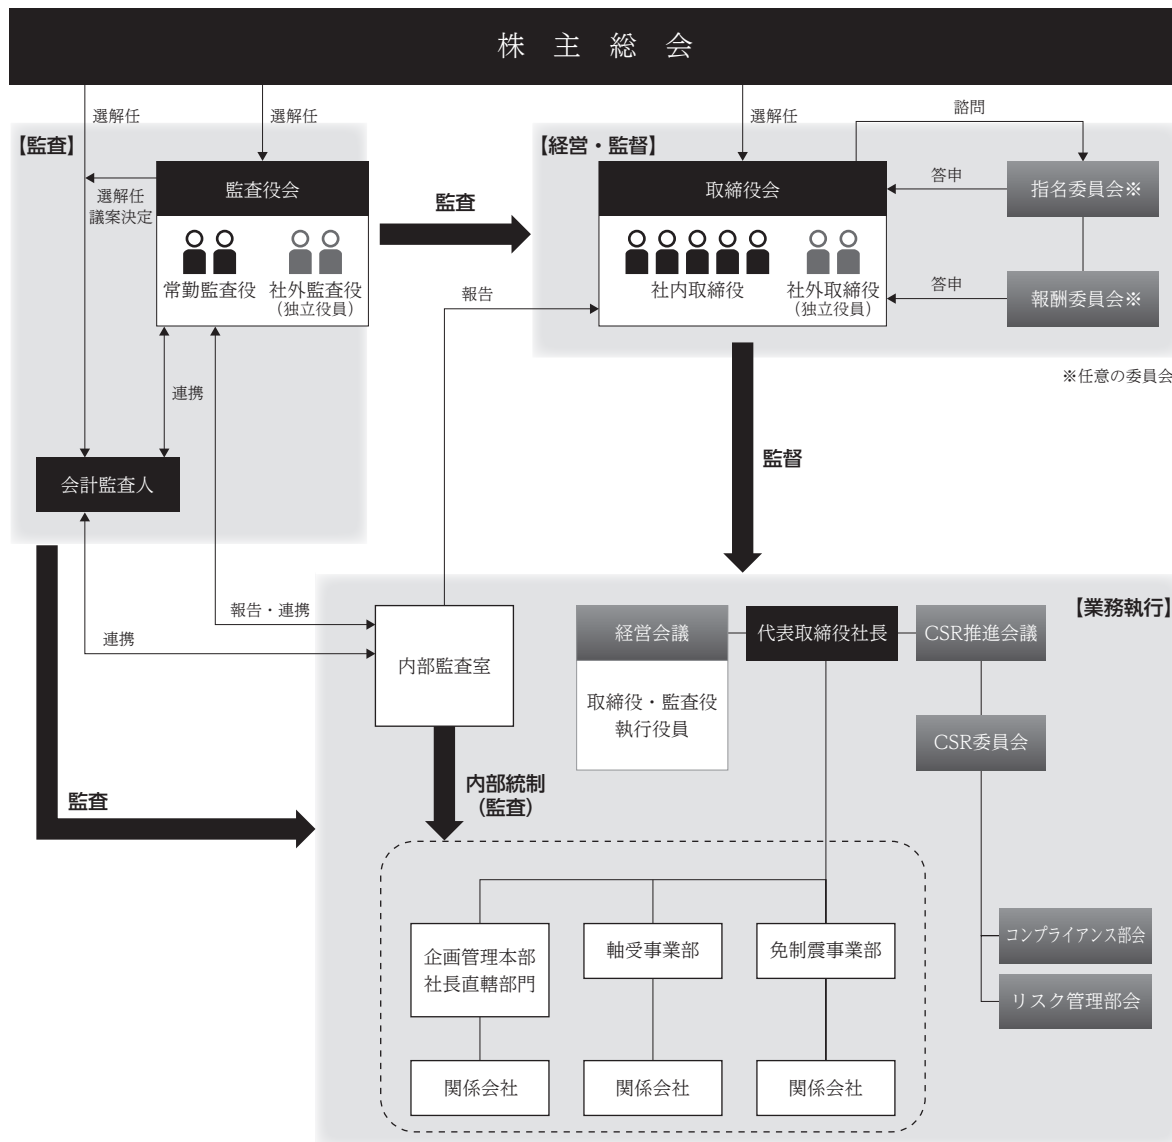 株主総会
選解任
選解任
選解任
諮問
【監査】
【経営・監督】
監査役会
選解任
議案決定
常勤監査役
社外監査役
（独立役員）
監査
取締役会
社内取締役
社外取締役
（独立役員）
答申
指名委員会※
答申
報酬委員会※
報告
※任意の委員会
連携
会計監査人
監督
【業務執行】
報告・連携
連携
内部監査室
経営会議
取締役・監査役
執行役員
代表取締役社長
CSR推進会議
CSR委員会
監査
内部統制
（監査）
企画管理本部
社長直轄部門
軸受事業部
免制震事業部
コンプライアンス部会
リスク管理部会
関係会社
関係会社
関係会社